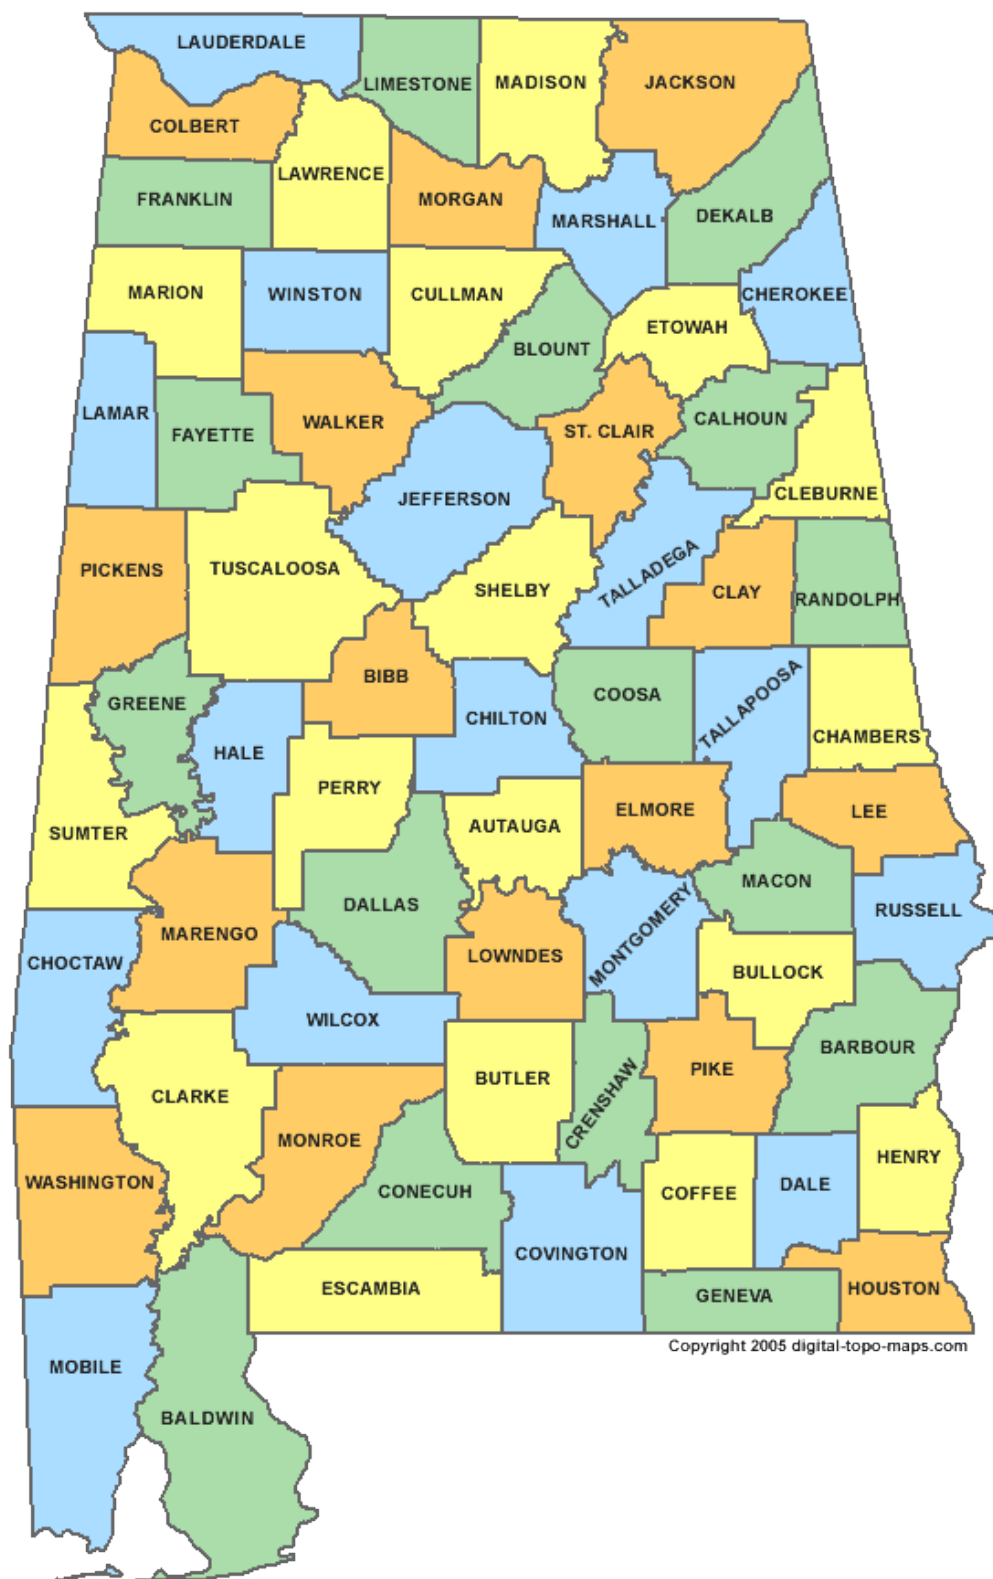 LAUDERDALE
LIMESTONE
MADISON
JACKSON
COLBERT
LAWRENCE
FRANKLIN
MORGAN
MARSHALL
DEKALB
MARION
WINSTON
CULLMAN
CHEROKEE
ETOWAH
BLOUNT
LAMAR
FAYETTE
WALKER
ST. CLAIR
CALHOUN
JEFFERSON
CLEBURNE
PICKENS
TUSCALOOSA
SHELBY
TALLADEGA
CLAY
RANDOLPH
GREENE
BIBB
COOSA
TALLAPOOSA
CHILTON
CHAMBERS
HALE
PERRY
SUMTER
AUTAUGA
ELMORE
LEE
MACON
DALLAS
RUSSELL
MARENGO
MONTGOMERY
CHOCTAW
LOWNDES
BULLOCK
WILCOX
BARBOUR
BUTLER
PIKE
CLARKE
CRENSHAW
MONROE
HENRY
WASHINGTON
CONECUH
COFFEE
DALE
COVINGTON
ESCAMBIA
GENEVA
HOUSTON
Copyright 2005 digital-topo-maps.com
MOBILE
BALDWIN